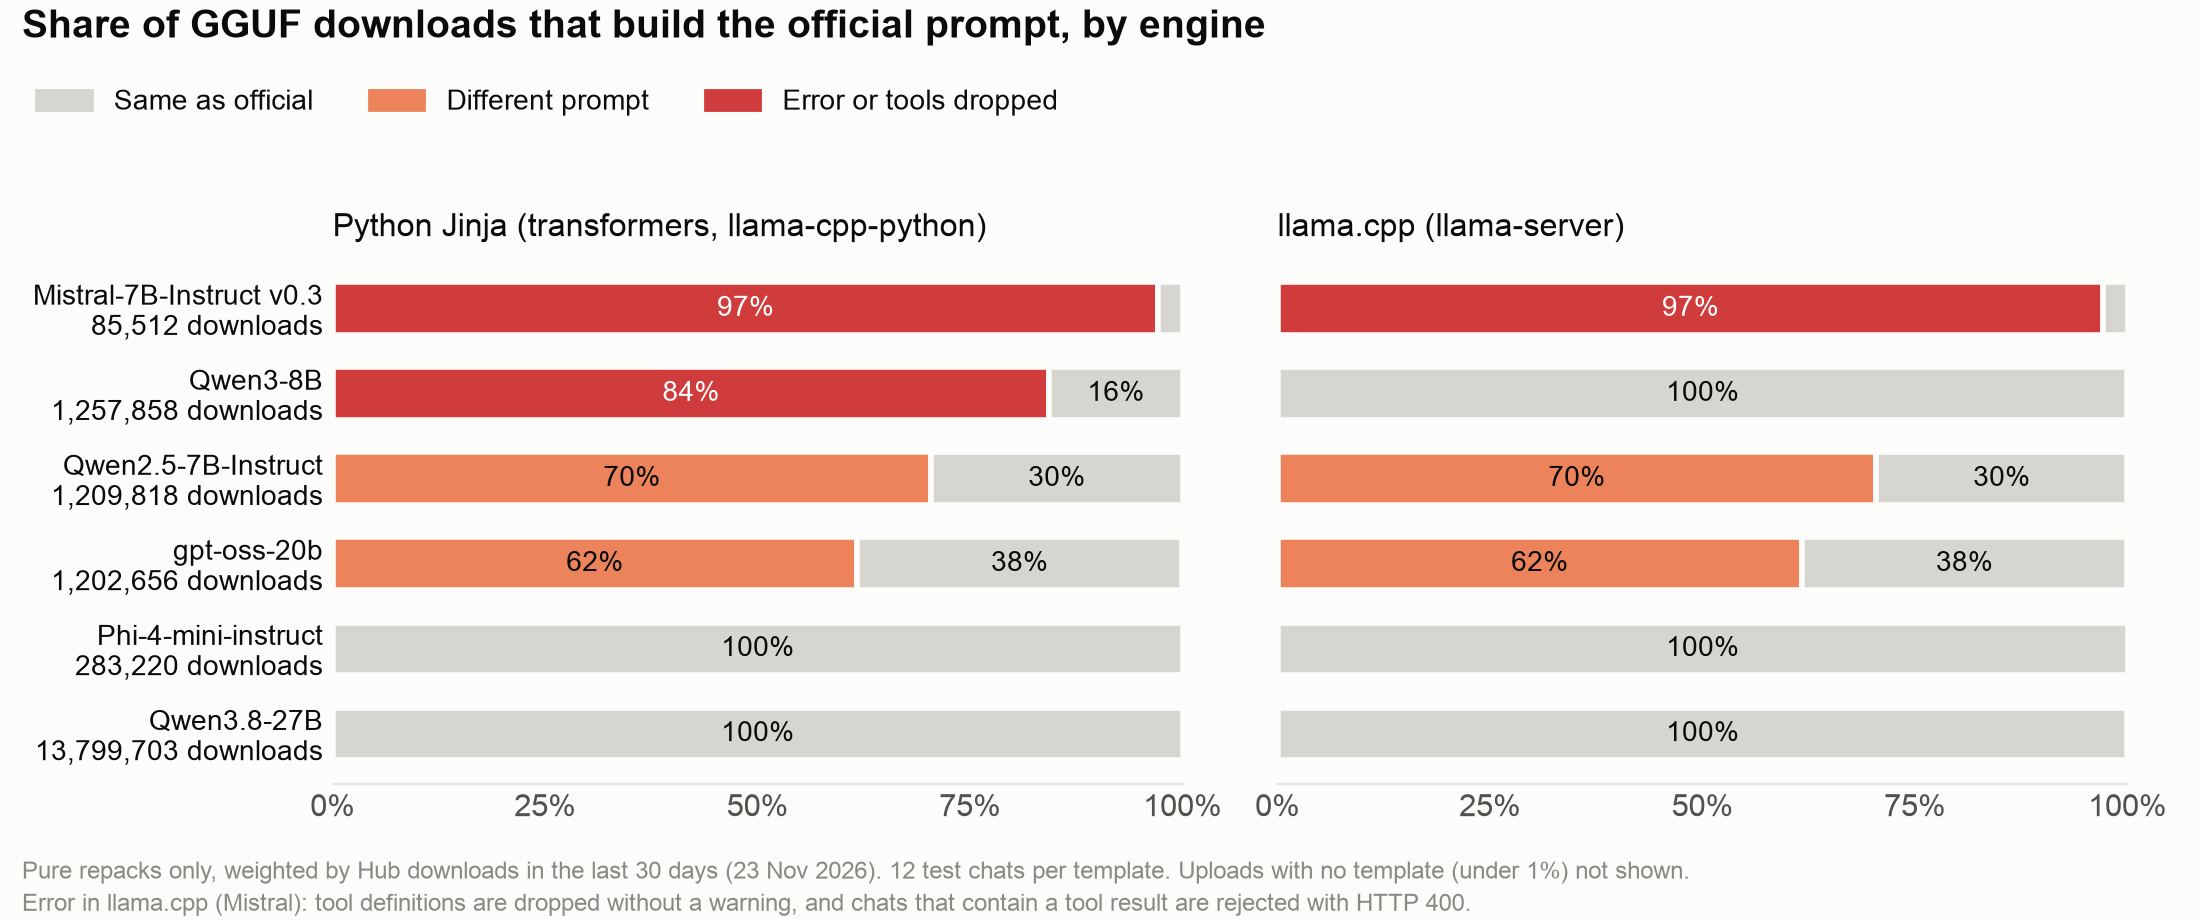 Share of GGUF downloads that build the official prompt, by engine
Same as official
Different prompt
Error or tools dropped
Python Jinja (transformers, llama-cpp-python)
llama.cpp (llama-server)
Mistral-7B-Instruct v0.3
85,512 downloads
97%
97%
Qwen3-8B
1,257,858 downloads
84%
16%
100%
Qwen2.5-7B-Instruct
1,209,818 downloads
70%
30%
70%
30%
gpt-oss-20b
1,202,656 downloads
62%
38%
62%
38%
Phi-4-mini-instruct
283,220 downloads
100%
100%
Qwen3.8-27B
13,799,703 downloads
100%
100%
0% 25% 50% 75% 100%
0% 25% 50% 75% 100%
Pure repacks only, weighted by Hub downloads in the last 30 days (23 Nov 2026). 12 test chats per template. Uploads with no template (under 1%) not shown.
Error in llama.cpp (Mistral): tool definitions are dropped without a warning, and chats that contain a tool result are rejected with HTTP 400.